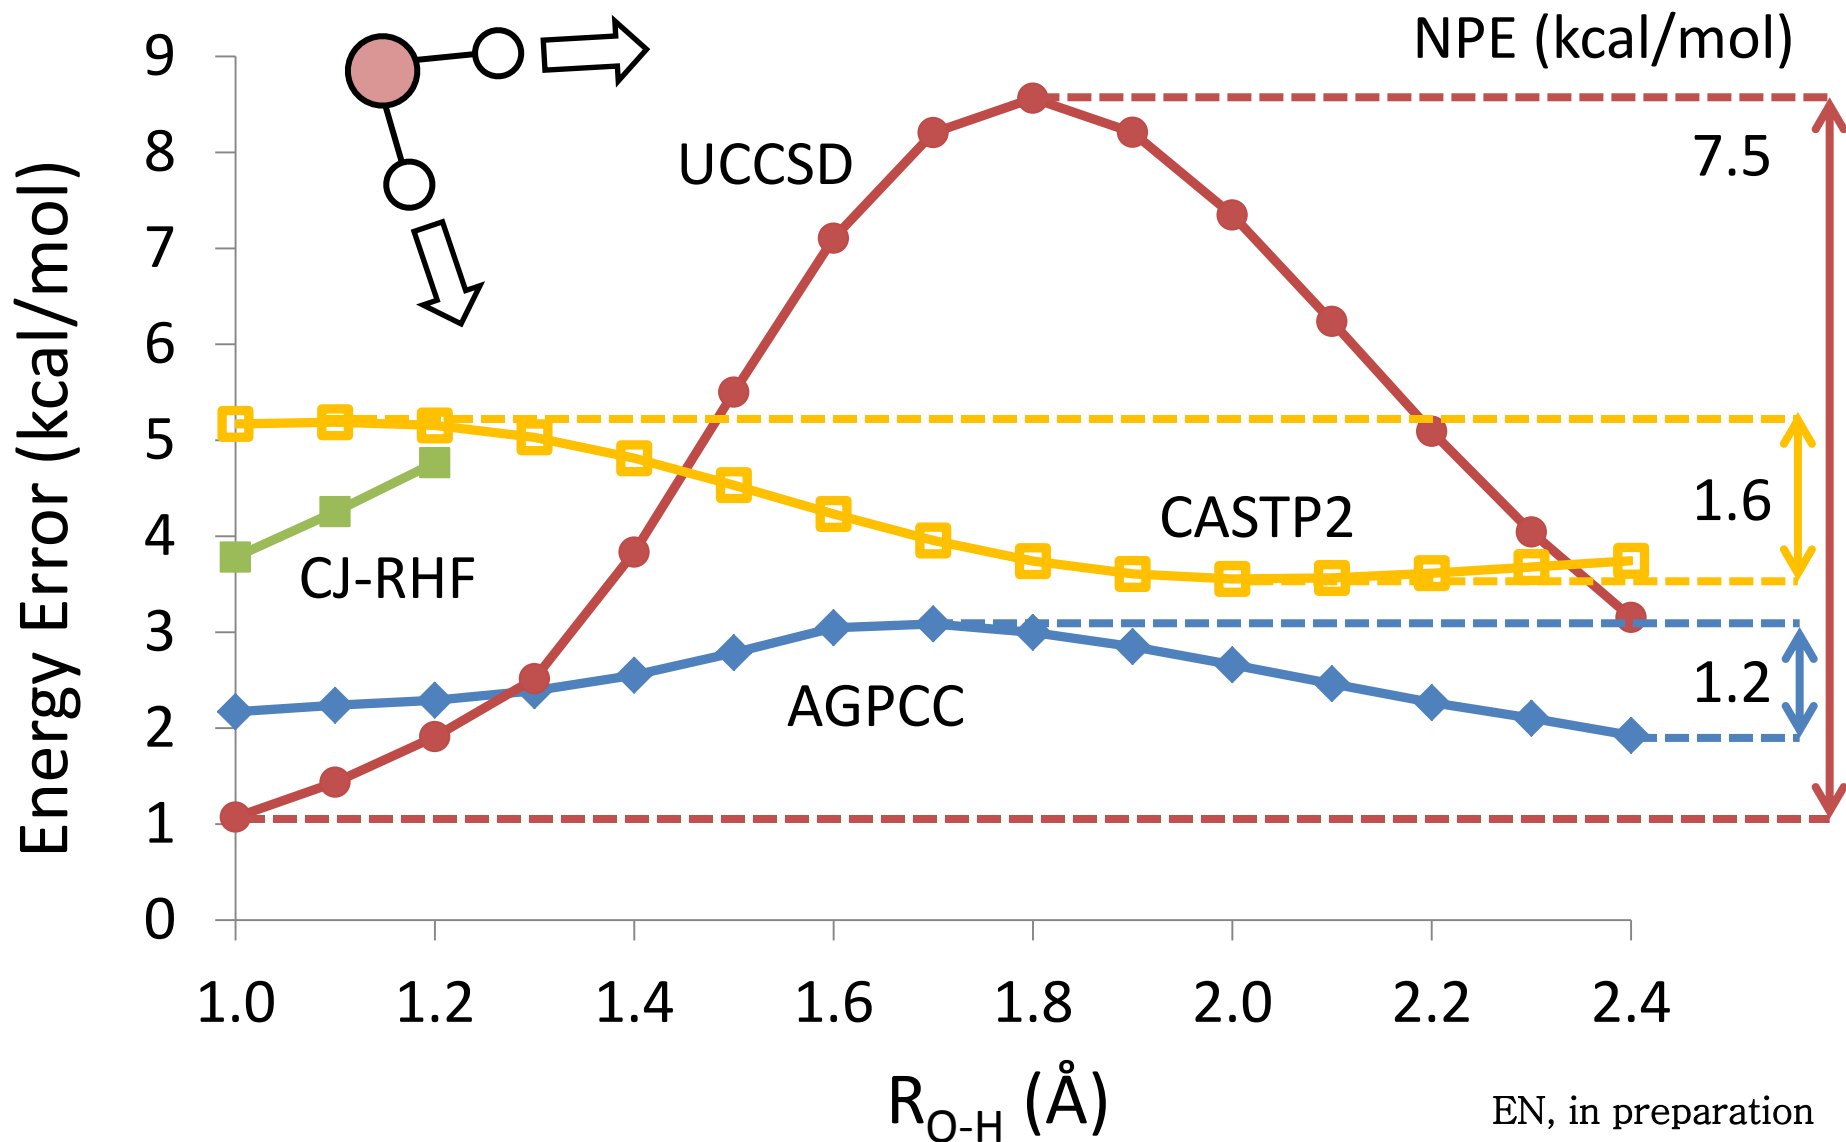 NPE (kcal/mol)
9
8
7
6
5
4
3
2
1
0
Energy Error (kcal/mol)
UCCSD
7.5
CASTP2
1.6
CJ-RHF
AGPCC
1.2
1.0 1.2 1.4 1.6 1.8 2.0 2.2 2.4
R_O-H (Å)
EN, in preparation